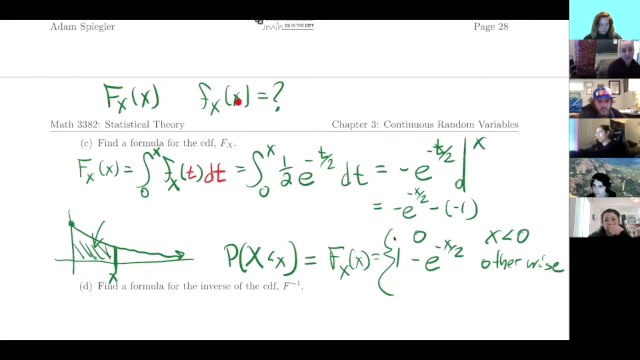 Adam Spiegler Page 28
F_X(x) f_X(x) = ?
Math 3382: Statistical Theory Chapter 3: Continuous Random Variables
(c) Find a formula for the cdf, F_X.
F_X(x) = ∫_0^x f_X(t) dt = ∫_0^x 1/2 e^{-t/2} dt = -e^{-t/2} |_0^x
= -e^{-x/2} - (-1)
P(X < x) = F_X(x) = { 0 x < 0
1 - e^{-x/2} otherwise
x
(d) Find a formula for the inverse of the cdf, F^{-1}.